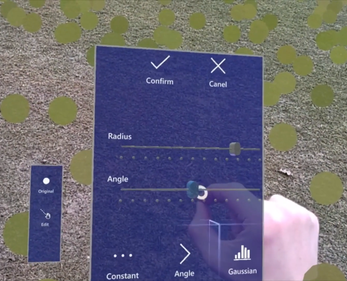 Confirm
Canel
Radius
Original
Angle
Edit
Constant
Angle
Gaussian